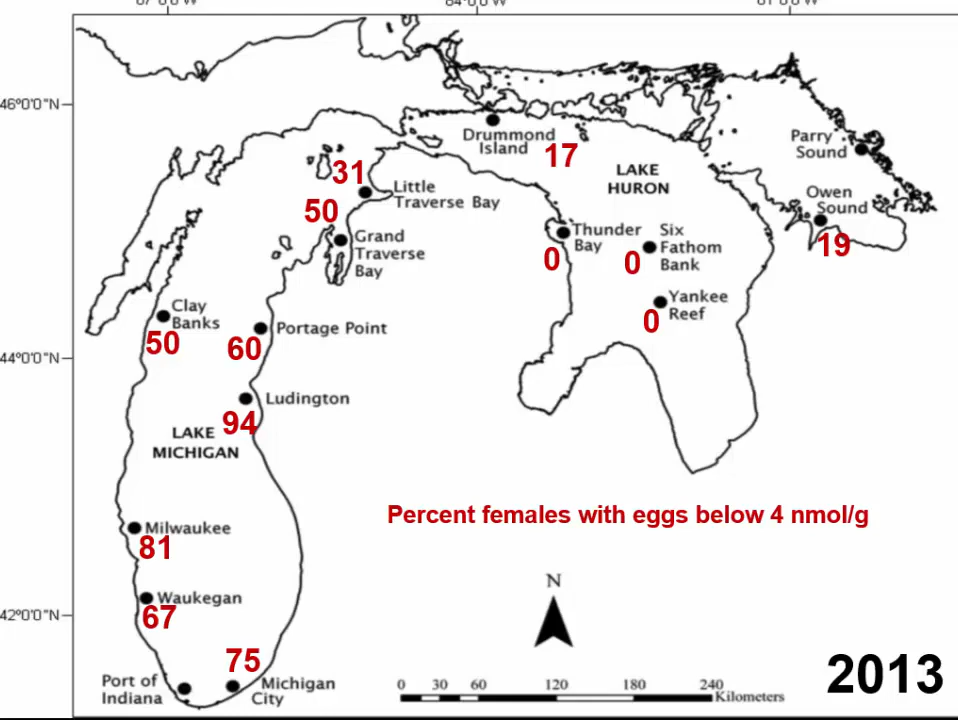 46°0'0"N
Drummond
Island
17
Parry
Sound
LAKE
HURON
31
Little
Traverse Bay
50
Owen
Sound
19
Grand
Traverse
Bay
Thunder
Bay
0
Six
Fathom
Bank
0
Yankee
Reef
0
Clay
Banks
50
Portage Point
60
44°0'0"N
Ludington
94
LAKE
MICHIGAN
Percent females with eggs below 4 nmol/g
Milwaukee
81
Waukegan
67
42°0'0"N
N
75
Port of
Indiana
Michigan
City
0 30 60 120 180 240
Kilometers
2013